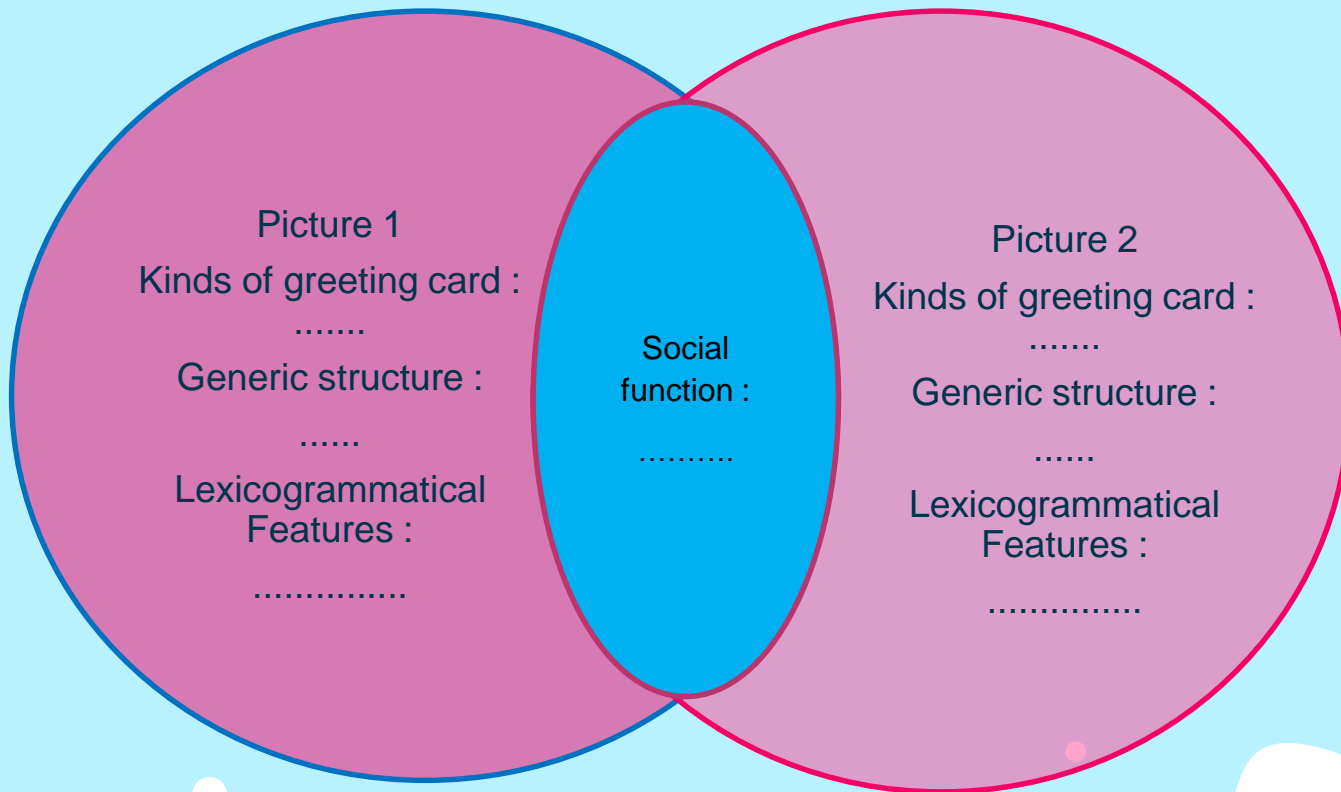 Picture 1
Kinds of greeting card :
.......
Generic structure :
......
Lexicogrammatical
Features :
...............
Social
function :
..........
Picture 2
Kinds of greeting card :
.......
Generic structure :
......
Lexicogrammatical
Features :
...............